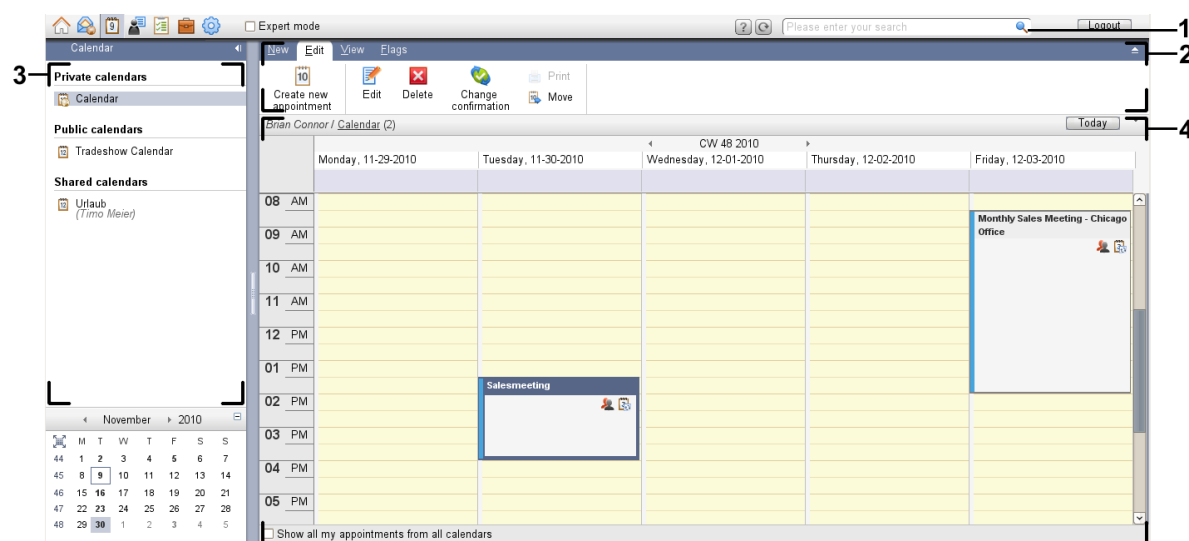 9 Expert mode ? Please enter your search Logout 1
Calendar New Edit View Flags 2
3 Private calendars
Calendar
Public calendars
12 Tradeshow Calendar
Shared calendars
12 Urlaub
(Timo Meier)
10 Create new appointment Edit Delete Change confirmation Print Move
Brian Connor / Calendar (2) Today 4
CW 48 2010
Monday, 11-29-2010 Tuesday, 11-30-2010 Wednesday, 12-01-2010 Thursday, 12-02-2010 Friday, 12-03-2010
08 AM
Monthly Sales Meeting - Chicago
Office
09 AM
10 AM
11 AM
12 PM
01 PM
Salesmeeting
02 PM
03 PM
04 PM
05 PM
Show all my appointments from all calendars
November 2010
M T W T F S S
44 1 2 3 4 5 6 7
45 8 9 10 11 12 13 14
46 15 16 17 18 19 20 21
47 22 23 24 25 26 27 28
48 29 30 1 2 3 4 5